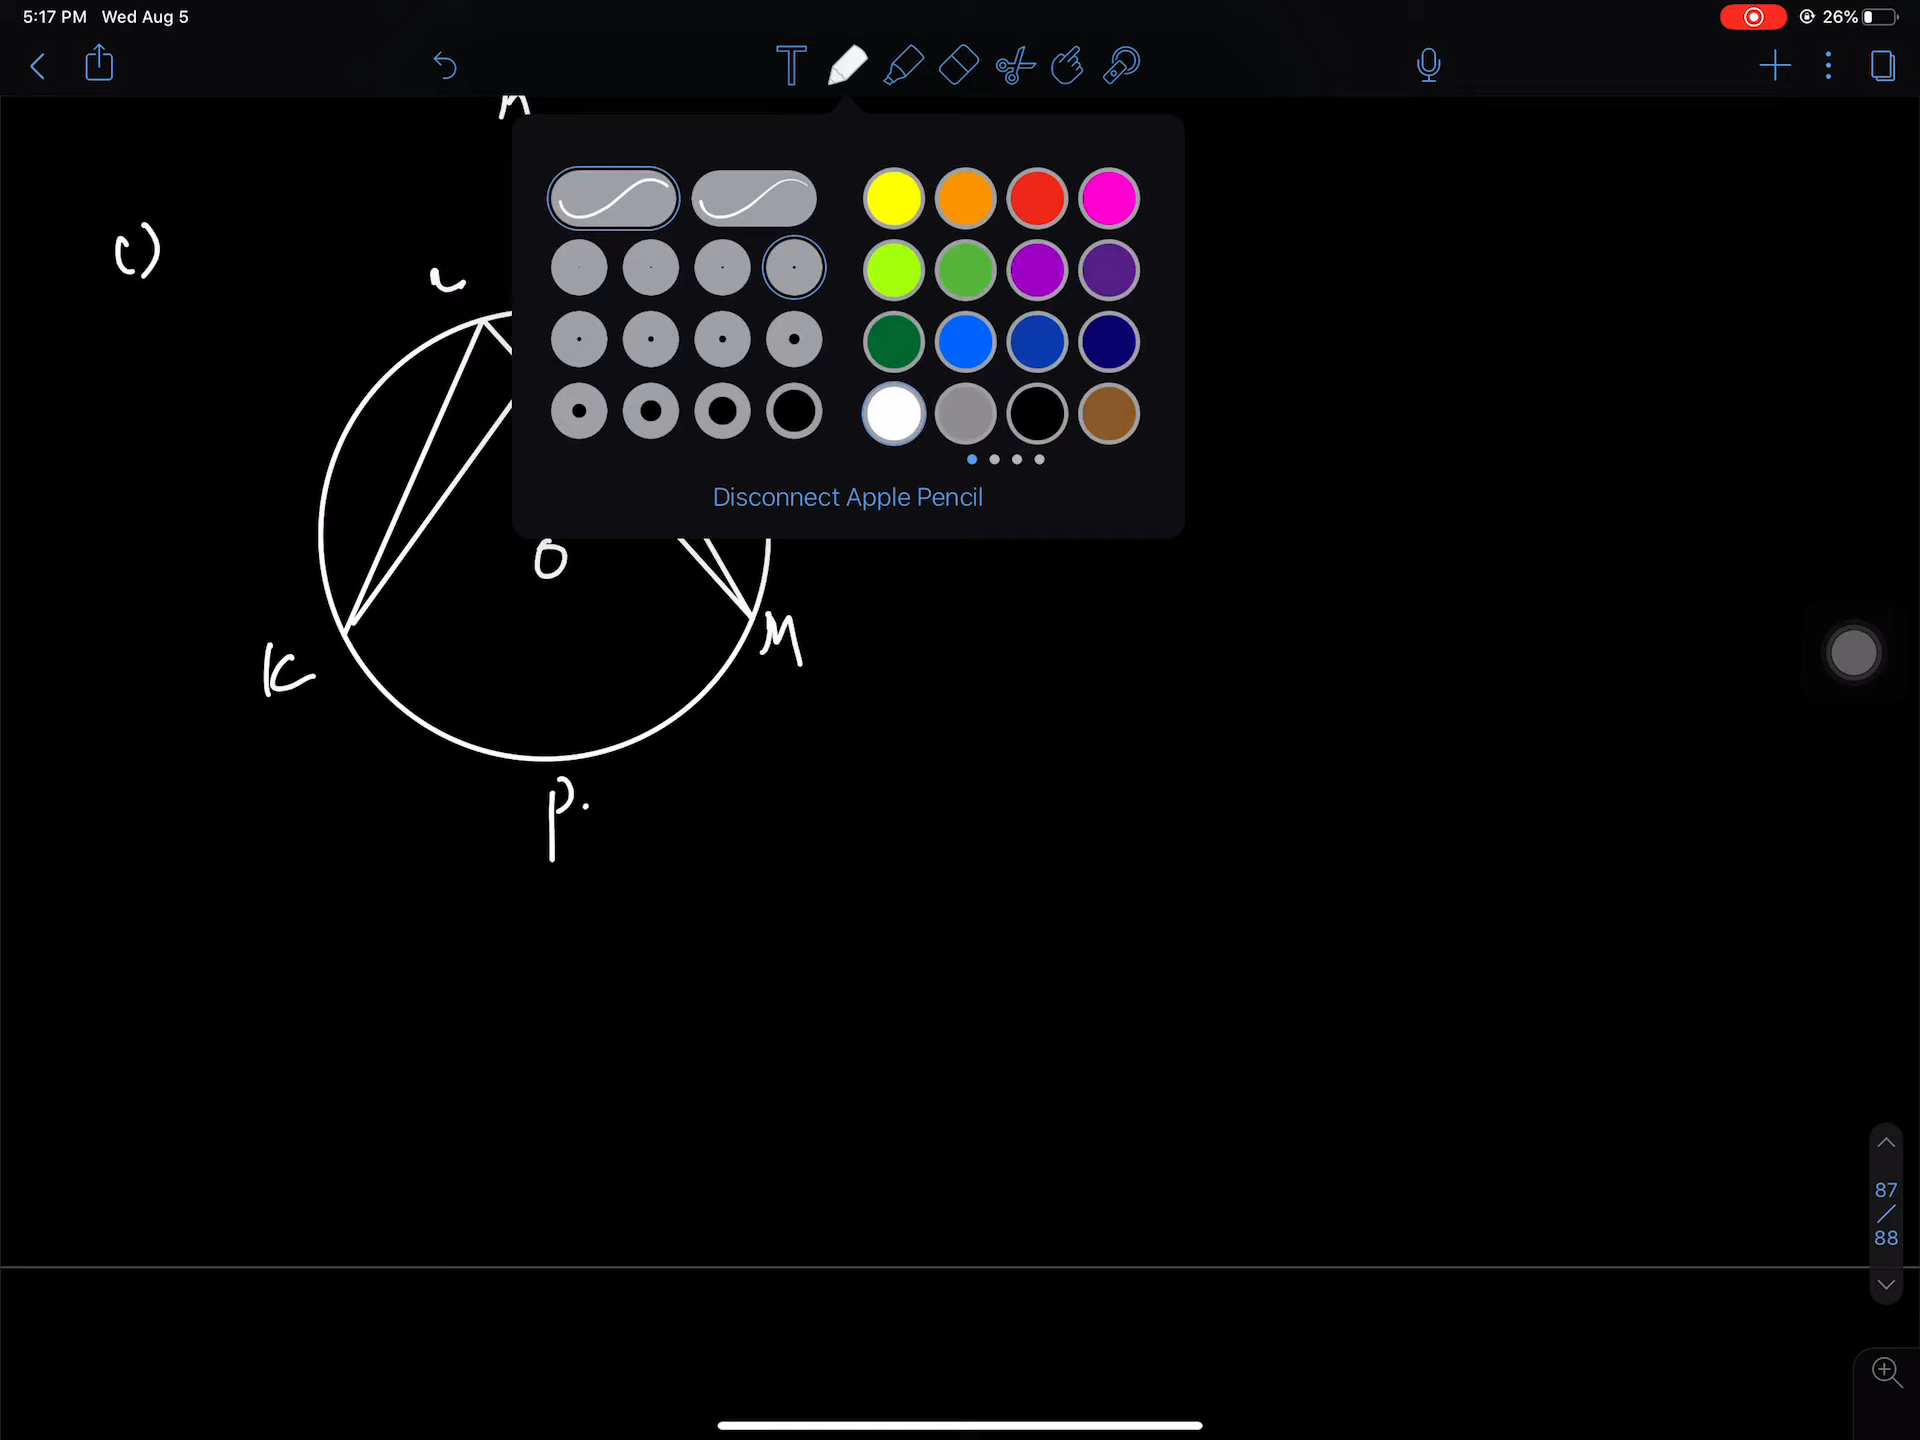 5:17 PM Wed Aug 5
26%
T
c)
L
Disconnect Apple Pencil
O
M
K
P.
87
/
88